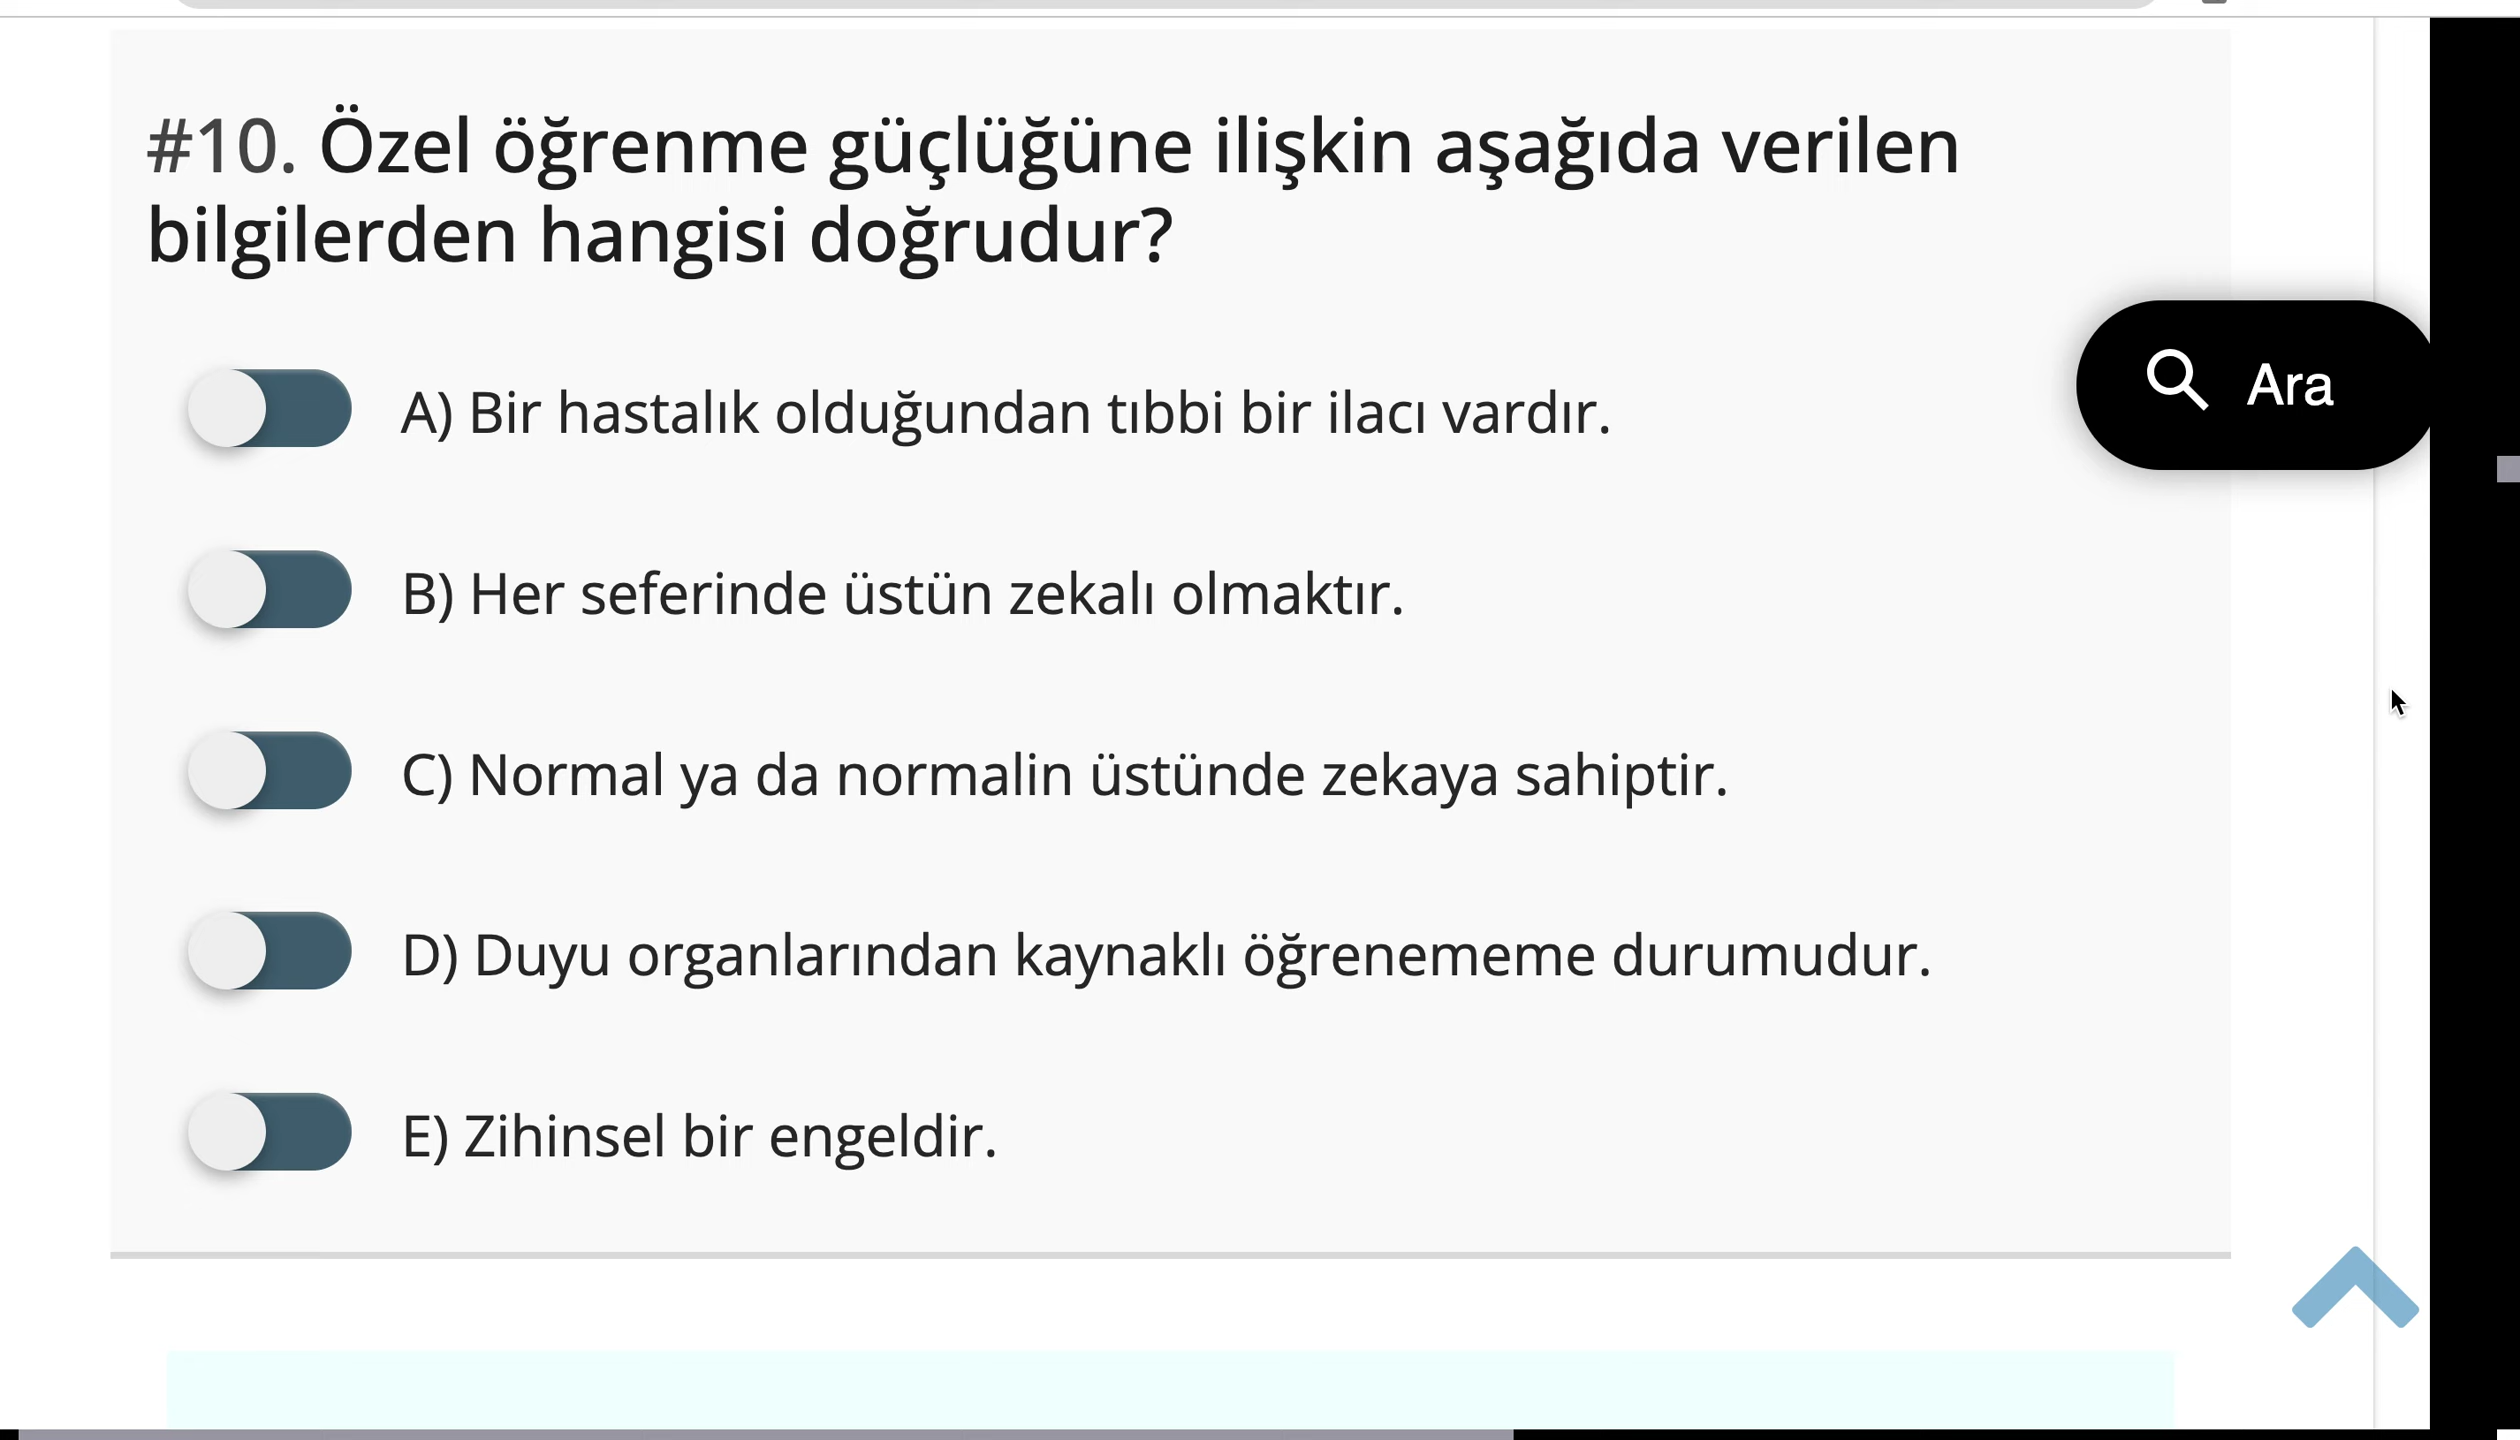 #10. Özel öğrenme güçlüğüne ilişkin aşağıda verilen
bilgilerden hangisi doğrudur?
Ara
A) Bir hastalık olduğundan tıbbi bir ilacı vardır.
B) Her seferinde üstün zekalı olmaktır.
C) Normal ya da normalin üstünde zekaya sahiptir.
D) Duyu organlarından kaynaklı öğrenememe durumudur.
E) Zihinsel bir engeldir.